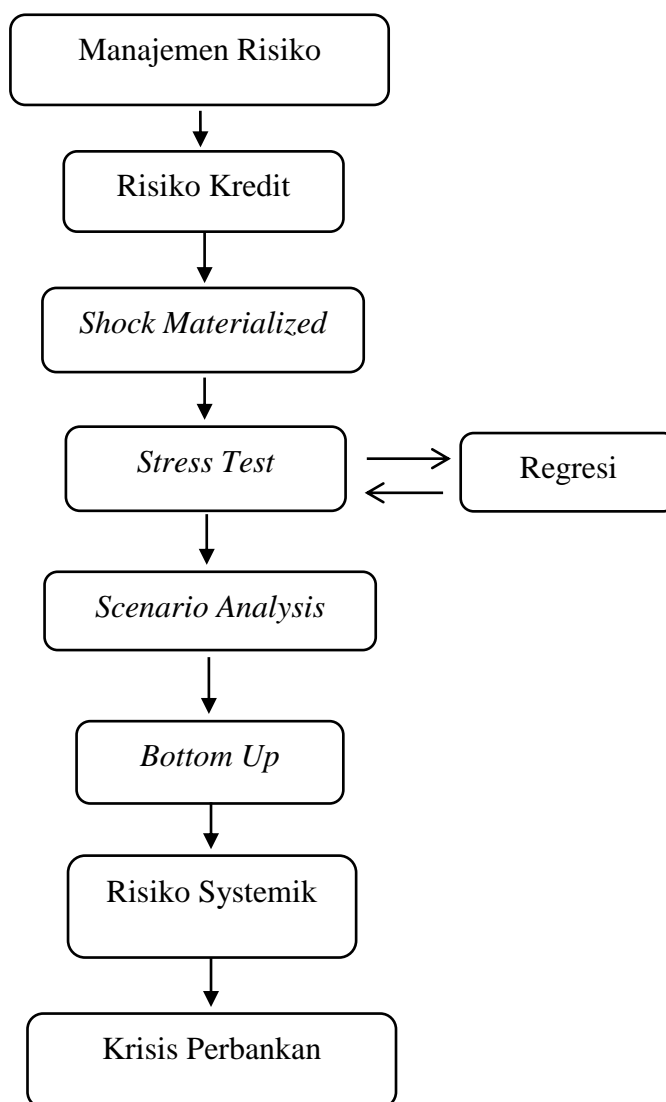 Manajemen Risiko
Risiko Kredit
Shock Materialized
Stress Test
Regresi
Scenario Analysis
Bottom Up
Risiko Systemik
Krisis Perbankan